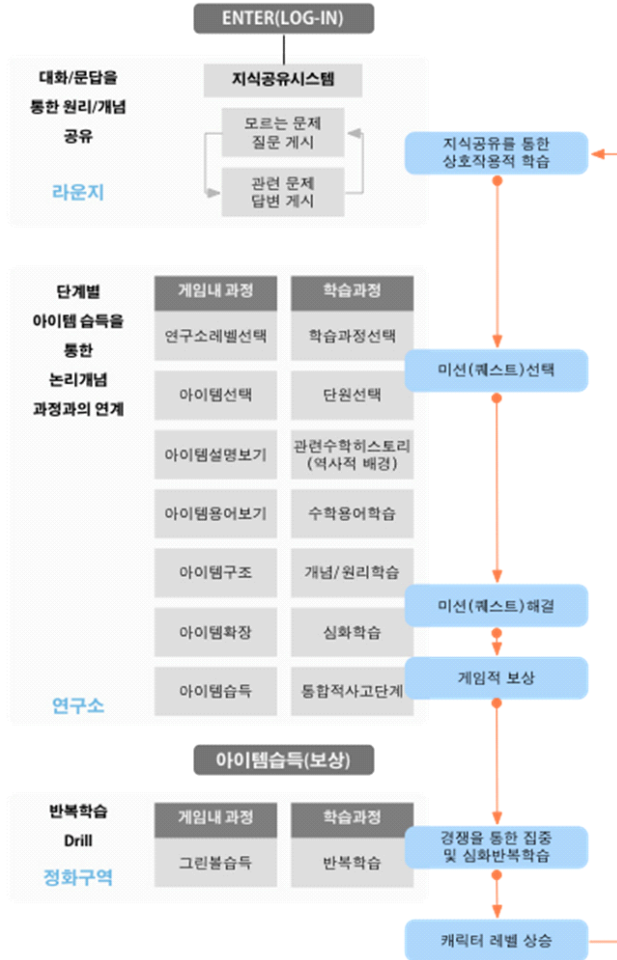 ENTER(LOG-IN)
대화/문답을
통한 원리/개념
공유
라운지
지식공유시스템
모르는 문제
질문 게시
관련 문제
답변 게시
지식공유를 통한
상호작용적 학습
단계별
아이템 습득을
통한
논리개념
과정과의 연계
연구소
게임내 과정
학습과정
연구소레벨선택
학습과정선택
아이템선택
단원선택
아이템설명보기
관련수학히스토리
(역사적 배경)
아이템용어보기
수학용어학습
아이템구조
개념/원리학습
아이템확장
심화학습
아이템습득
통합적사고단계
미션(퀘스트)선택
미션(퀘스트)해결
게임적 보상
아이템습득(보상)
반복학습
Drill
정화구역
게임내 과정
학습과정
그린볼습득
반복학습
경쟁을 통한 집중
및 심화반복학습
캐릭터 레벨 상승